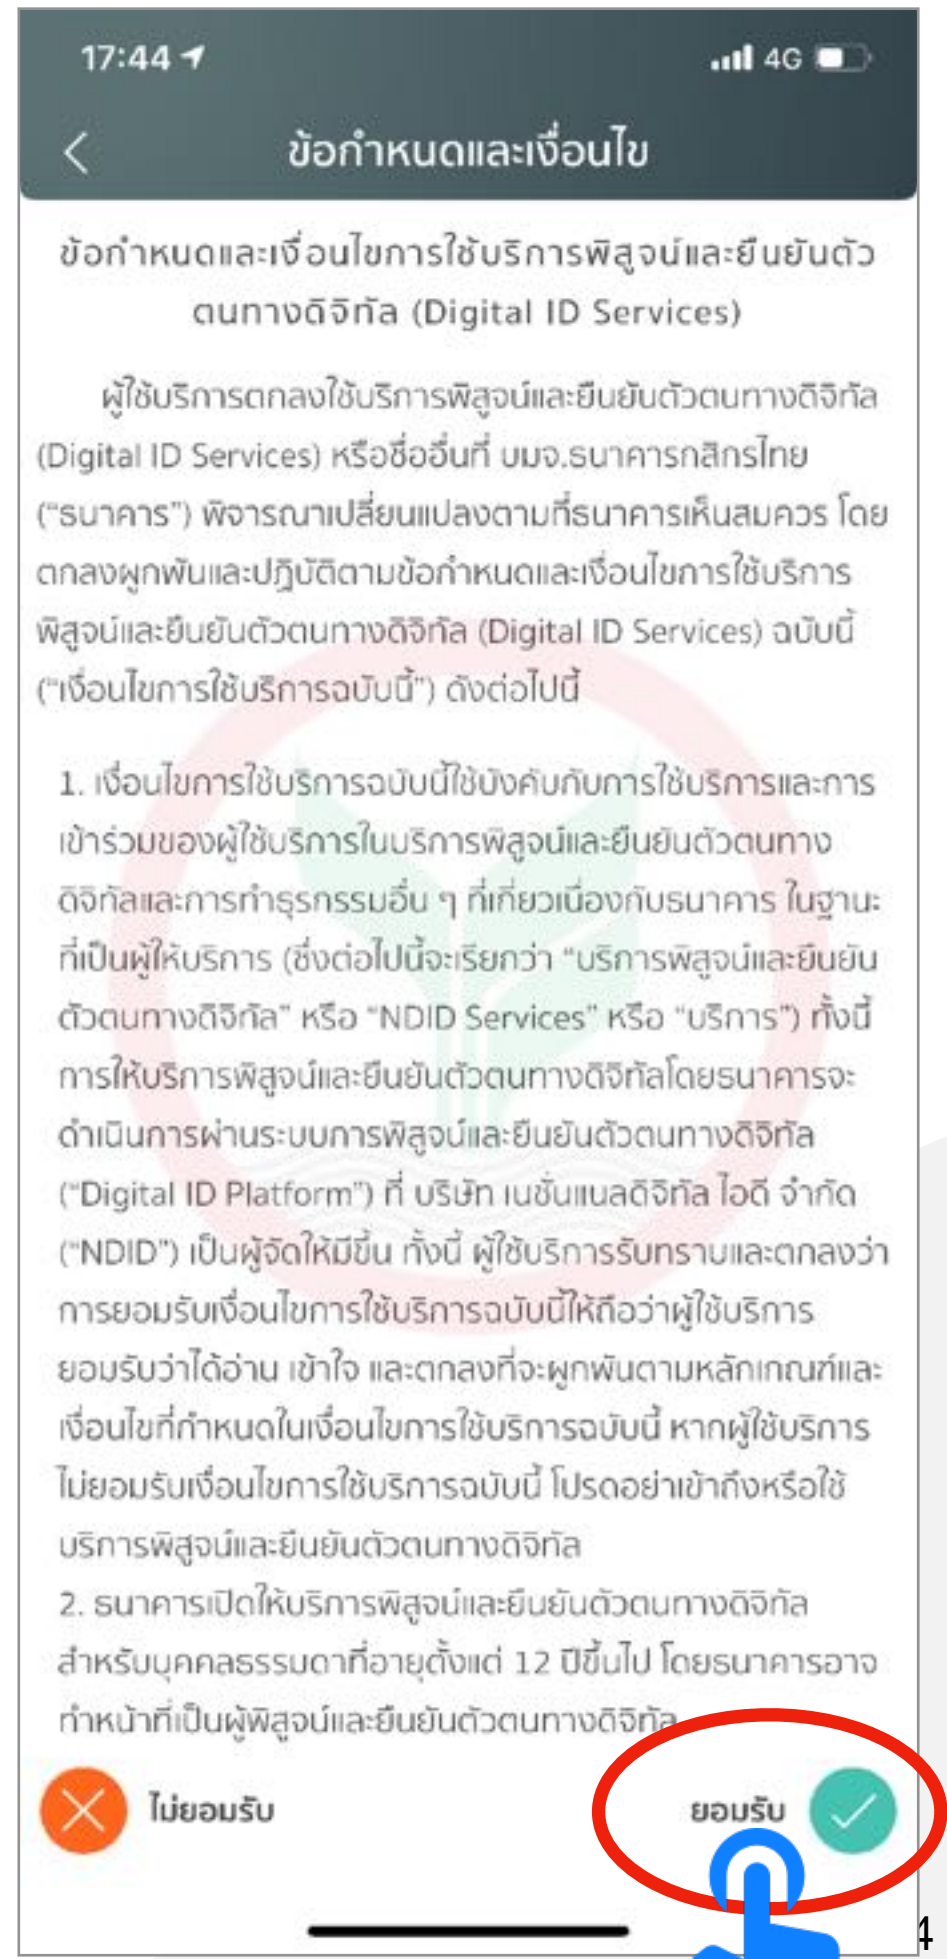 17:44
4G
ข้อกำหนดและเงื่อนไข
ข้อกำหนดและเงื่อนไขการใช้บริการพิสูจน์และยืนยันตัว
ตนทางดิจิทัล (Digital ID Services)
ผู้ใช้บริการตกลงใช้บริการพิสูจน์และยืนยันตัวตนทางดิจิทัล
(Digital ID Services) หรือชื่ออื่นที่ บมจ.ธนาคารกสิกรไทย
(“ธนาคาร”) พิจารณาเปลี่ยนแปลงตามที่ธนาคารเห็นสมควร โดย
ตกลงผูกพันและปฏิบัติตามข้อกำหนดและเงื่อนไขการใช้บริการ
พิสูจน์และยืนยันตัวตนทางดิจิทัล (Digital ID Services) ฉบับนี้
(“เงื่อนไขการใช้บริการฉบับนี้”) ดังต่อไปนี้
1. เงื่อนไขการใช้บริการฉบับนี้ใช้บังคับกับการใช้บริการและการ
เข้าร่วมของผู้ใช้บริการในบริการพิสูจน์และยืนยันตัวตนทาง
ดิจิทัลและการทำธุรกรรมอื่น ๆ ที่เกี่ยวเนื่องกับธนาคาร ในฐานะ
ที่เป็นผู้ให้บริการ (ซึ่งต่อไปนี้จะเรียกว่า “บริการพิสูจน์และยืนยัน
ตัวตนทางดิจิทัล” หรือ “NDID Services” หรือ “บริการ”) ทั้งนี้
การให้บริการพิสูจน์และยืนยันตัวตนทางดิจิทัลโดยธนาคารจะ
ดำเนินการผ่านระบบการพิสูจน์และยืนยันตัวตนทางดิจิทัล
(“Digital ID Platform”) ที่ บริษัท เนชั่นแนลดิจิทัล ไอดี จำกัด
(“NDID”) เป็นผู้จัดให้มีขึ้น ทั้งนี้ ผู้ใช้บริการรับทราบและตกลงว่า
การยอมรับเงื่อนไขการใช้บริการฉบับนี้ให้ถือว่าผู้ใช้บริการ
ยอมรับว่าได้อ่าน เข้าใจ และตกลงที่จะผูกพันตามหลักเกณฑ์และ
เงื่อนไขที่กำหนดในเงื่อนไขการใช้บริการฉบับนี้ หากผู้ใช้บริการ
ไม่ยอมรับเงื่อนไขการใช้บริการฉบับนี้ โปรดอย่าเข้าถึงหรือใช้
บริการพิสูจน์และยืนยันตัวตนทางดิจิทัล
2. ธนาคารเปิดให้บริการพิสูจน์และยืนยันตัวตนทางดิจิทัล
สำหรับบุคคลธรรมดาที่อายุตั้งแต่ 12 ปีขึ้นไป โดยธนาคารอาจ
ทำหน้าที่เป็นผู้พิสูจน์และยืนยันตัวตนทางดิจิทัล
ไม่ยอมรับ
ยอมรับ
4